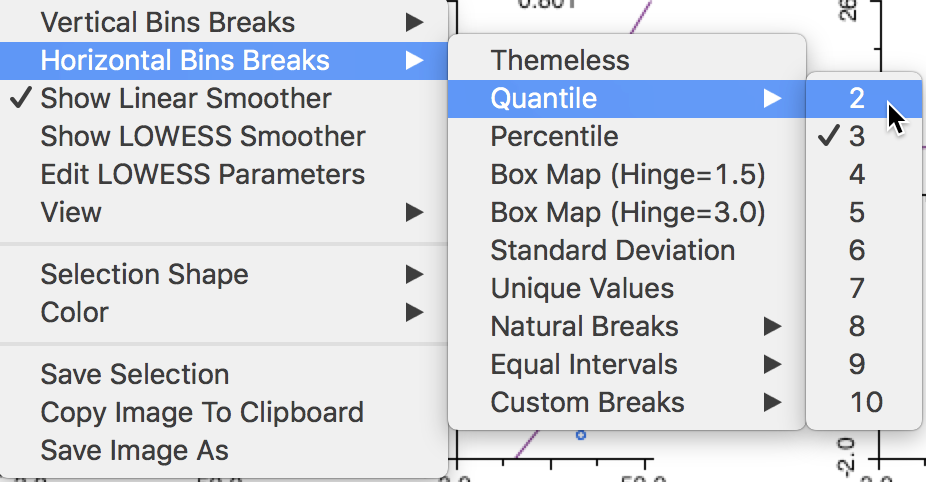 Vertical Bins Breaks
Horizontal Bins Breaks
Show Linear Smoother
Show LOWESS Smoother
Edit LOWESS Parameters
View
Selection Shape
Color
Save Selection
Copy Image To Clipboard
Save Image As
Themeless
Quantile
Percentile
Box Map (Hinge=1.5)
Box Map (Hinge=3.0)
Standard Deviation
Unique Values
Natural Breaks
Equal Intervals
Custom Breaks
2
3
4
5
6
7
8
9
10
-2.0